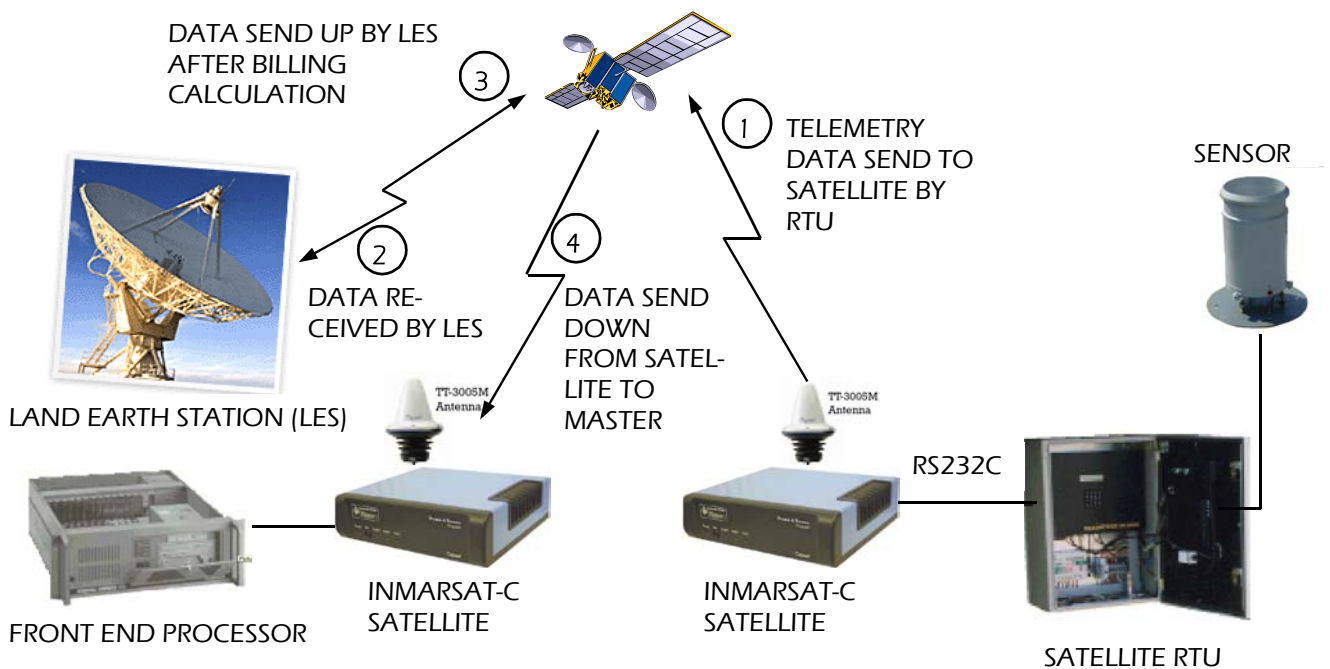 DATA SEND UP BY LES
AFTER BILLING
CALCULATION
3
1
TELEMETRY
DATA SEND TO
SATELLITE BY
RTU
SENSOR
2
DATA RE-
CEIVED BY LES
4
DATA SEND
DOWN
FROM SATEL-
LITE TO
MASTER
LAND EARTH STATION (LES)
TT-3005M
Antenna
TT-3005M
Antenna
RS232C
FRONT END PROCESSOR
INMARSAT-C
SATELLITE
INMARSAT-C
SATELLITE
SATELLITE RTU